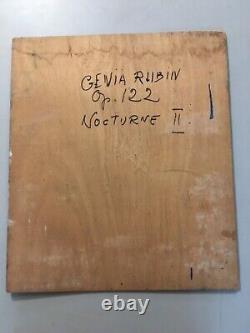 GENIA RUBIN
Op. 122
NOCTURNE II